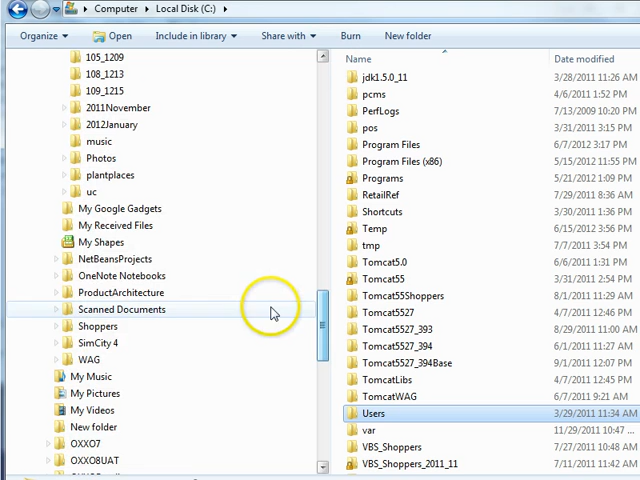 Computer ▸ Local Disk (C:) ▸
Organize Open Include in library Share with Burn New folder
105_1209
108_1213
109_1215
2011November
2012January
music
Photos
plantplaces
uc
My Google Gadgets
My Received Files
My Shapes
NetBeansProjects
OneNote Notebooks
ProductArchitecture
Scanned Documents
Shoppers
SimCity 4
WAG
My Music
My Pictures
My Videos
New folder
OXXO7
OXXO8UAT
Name Date modified
jdk1.5.0_11 3/28/2011 11:26 AM
pcms 4/6/2011 1:52 PM
PerfLogs 7/13/2009 10:20 PM
pos 3/31/2011 3:15 PM
Program Files 6/7/2012 3:17 PM
Program Files (x86) 5/15/2012 11:55 PM
Programs 5/21/2012 1:09 PM
RetailRef 7/29/2011 8:36 AM
Shortcuts 3/30/2011 1:36 PM
Temp 6/15/2012 3:56 PM
tmp 7/7/2011 3:54 PM
Tomcat5.0 4/7/2011 1:22 PM
Tomcat55 3/31/2011 2:54 PM
Tomcat55Shoppers 8/1/2011 11:29 AM
Tomcat5527 4/7/2011 12:46 PM
Tomcat5527_393 8/29/2011 11:00 AM
Tomcat5527_394 6/1/2011 11:28 AM
Tomcat5527_394Base 9/1/2011 12:07 PM
TomcatLibs 4/7/2011 12:45 PM
TomcatWAG 6/7/2011 9:21 AM
Users 3/29/2011 11:34 AM
var 11/29/2011 10:47 ...
VBS_Shoppers 7/27/2011 10:48 AM
VBS_Shoppers_2011_11 7/11/2011 11:42 AM